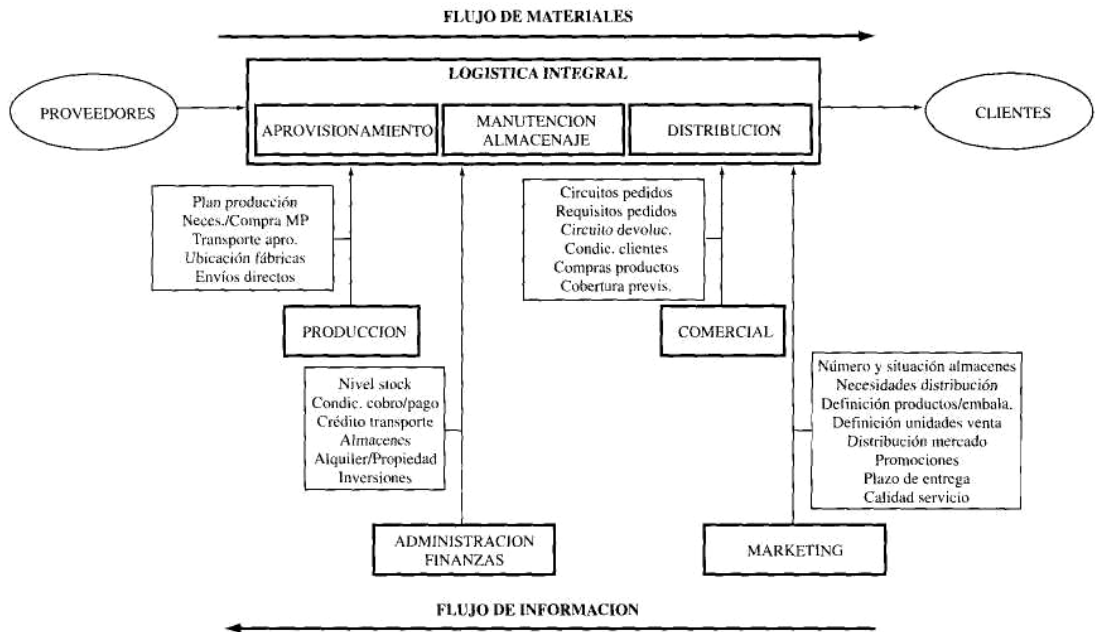 FLUJO DE MATERIALES
LOGISTICA INTEGRAL
PROVEEDORES
APROVISIONAMIENTO
MANUTENCION
ALMACENAJE
DISTRIBUCION
CLIENTES
Plan producción
Neces./Compra MP
Transporte apro.
Ubicación fábricas
Envíos directos
Circuitos pedidos
Requisitos pedidos
Circuito devoluc.
Condic. clientes
Compras productos
Cobertura previs.
PRODUCCION
COMERCIAL
Nivel stock
Condic. cobro/pago
Crédito transporte
Almacenes
Alquiler/Propiedad
Inversiones
Número y situación almacenes
Necesidades distribución
Definición productos/embala.
Definición unidades venta
Distribución mercado
Promociones
Plazo de entrega
Calidad servicio
ADMINISTRACION
FINANZAS
MARKETING
FLUJO DE INFORMACION